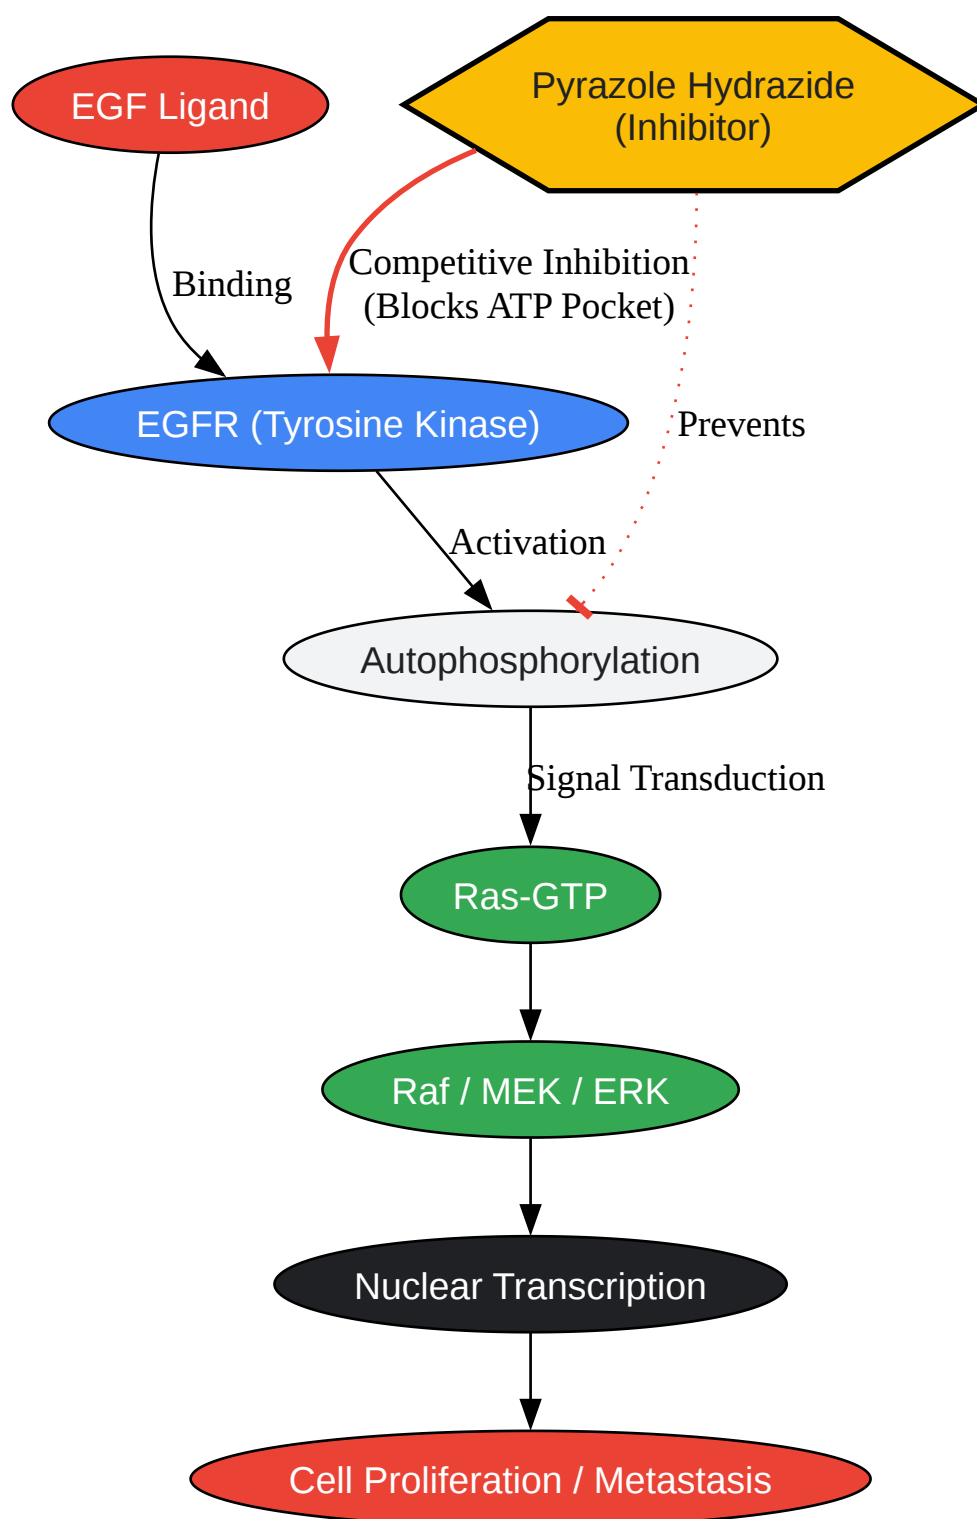 EGF Ligand
Pyrazole Hydrazide
(Inhibitor)
Competitive Inhibition
(Blocks ATP Pocket)
Binding
EGFR (Tyrosine Kinase)
Prevents
Activation
Autophosphorylation
Signal Transduction
Ras-GTP
Raf / MEK / ERK
Nuclear Transcription
Cell Proliferation / Metastasis